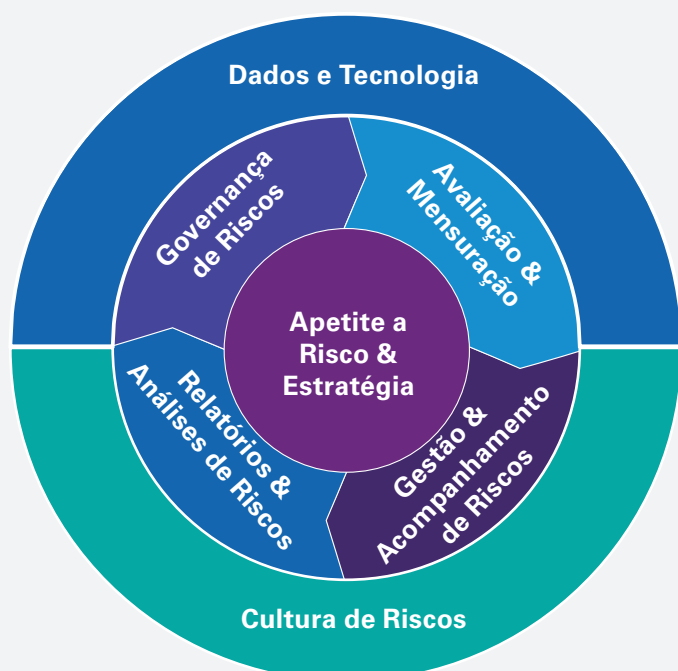 Dados e Tecnologia
Governança
de Riscos
Avaliação &
Mensuração
Apetite a
Risco &
Estratégia
Relatórios &
Análises de Riscos
Gestão &
Acompanhamento
de Riscos
Cultura de Riscos